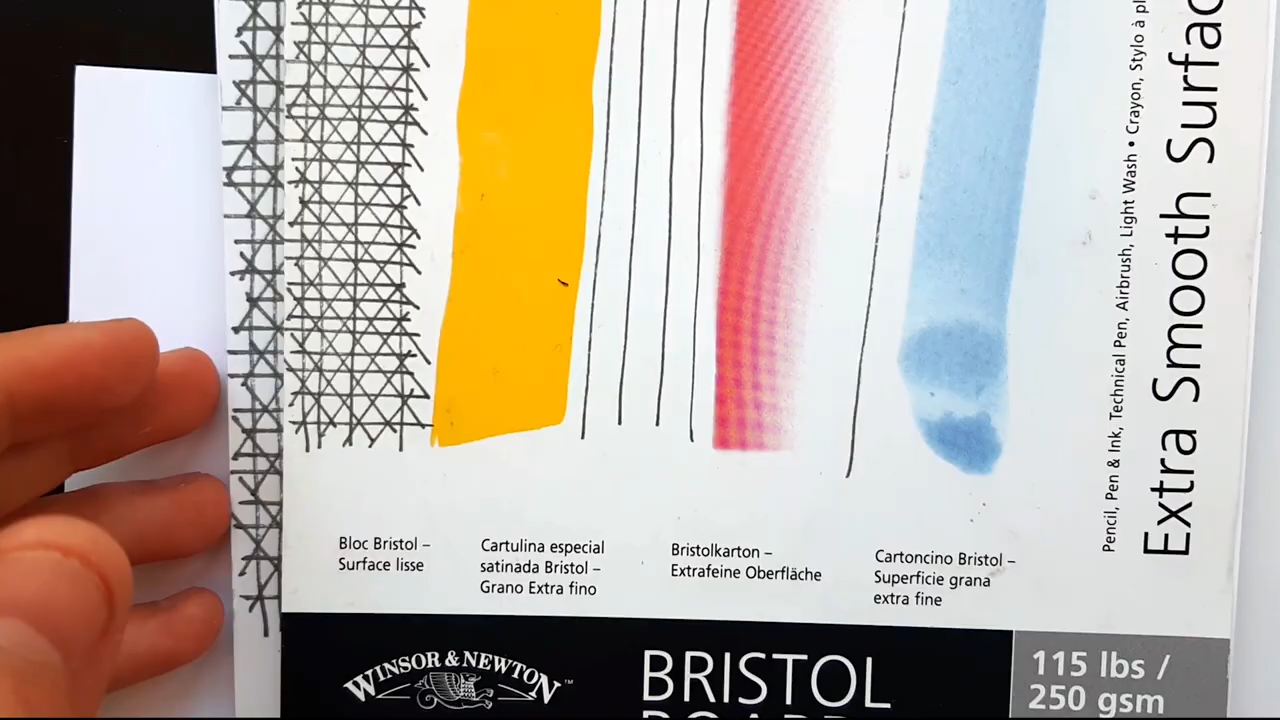 Pencil, Pen & Ink, Technical Pen, Airbrush, Light Wash • Crayon, Stylo à
Extra Smooth
Bloc Bristol –
Surface lisse
Cartulina especial
satinada Bristol –
Grano Extra fino
Bristolkarton –
Extrafeine Oberfläche
Cartoncino Bristol –
Superficie grana
extra fine
WINSOR & NEWTON™
BRISTOL
BOARD
115 lbs /
250 gsm